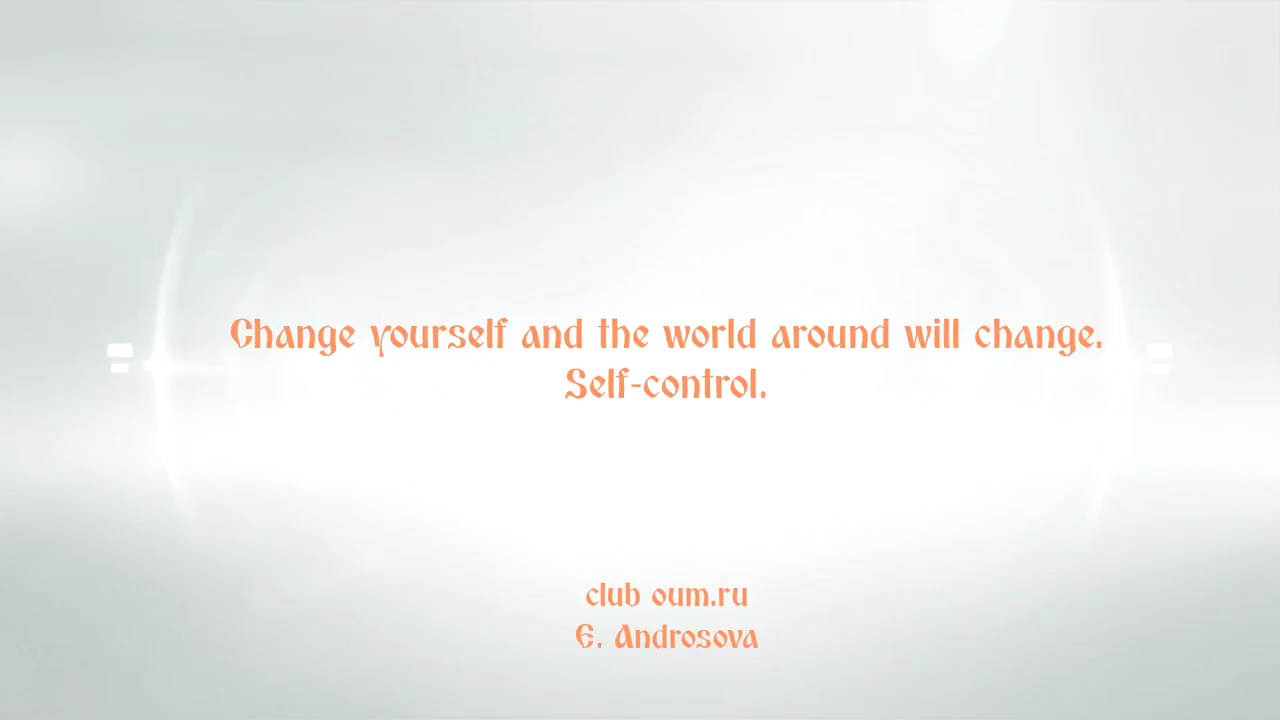 Change yourself and the world around will change.
Self-control.
club oum.ru
E. Androsova